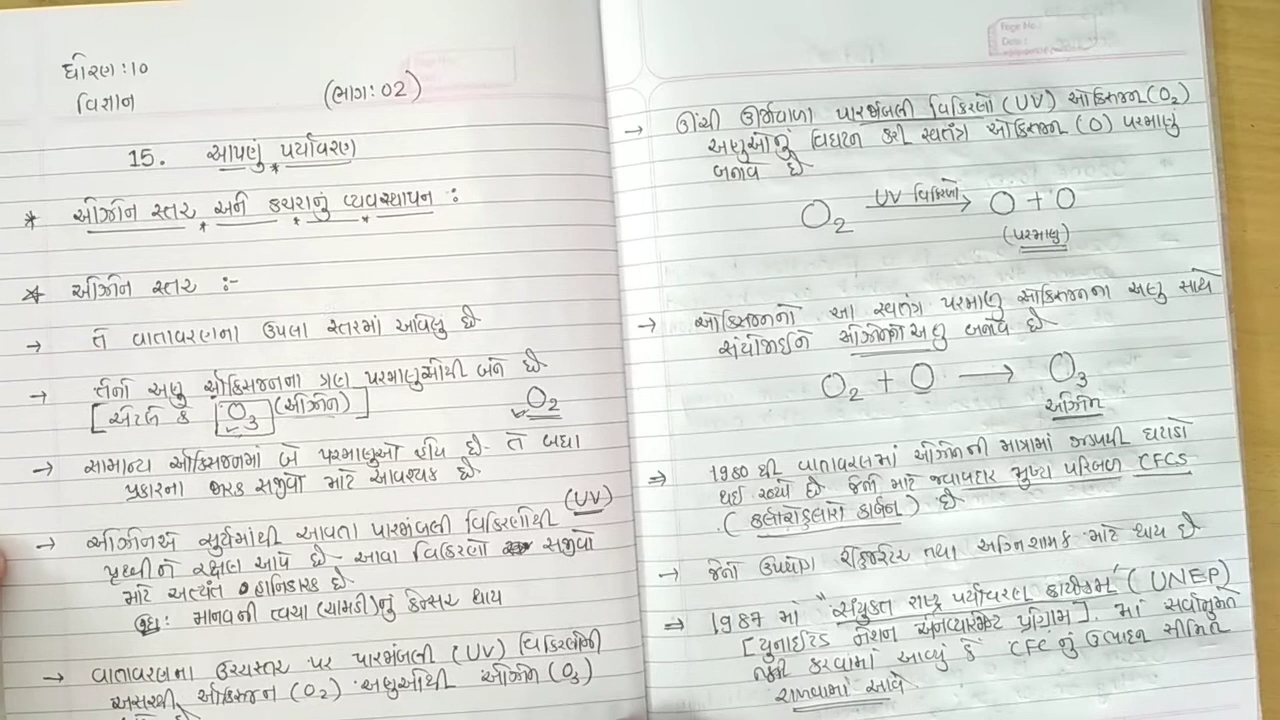 ધોરણ : 10
વિજ્ઞાન
(ભાગ : 02)
15. આપણું પર્યાવરણ
* ઓઝોન સ્તર અને કચરાનું વ્યવસ્થાપન :
* ઓઝોન સ્તર :-
→ તે વાતાવરણના ઉપલા સ્તરમાં આવેલું છે
→ તેનો અણુ ઓક્સિજનના ત્રણ પરમાણુઓથી બને છે
[એટલે કે O3 (ઓઝોન)] O2
→ સામાન્ય ઓક્સિજનમાં બે પરમાણુઓ હોય છે. તે બધા
પ્રકારના જારક સજીવો માટે આવશ્યક છે
→ ઓઝોનએ સુર્યમાંથી આવતા પારજાંબલી વિકિરણોથી (UV)
પૃથ્વીને રક્ષણ આપે છે. આવા વિકિરણો સજીવો
માટે અત્યંત હાનિકારક છે
માનવની ત્વચા (ચામડી)નું કેન્સર થાય
→ વાતાવરણના ઉચ્ચસ્તર પર પારજાંબલી (UV) વિકિરણોની
અસરથી ઓક્સિજન (O2) અણુઓથી ઓઝોન (O3)
→ ઊંચી ઊર્જાવાળા પારજાંબલી વિકિરણો (UV) ઓક્સિજન (O2)
અણુઓનું વિઘટન કરી સ્વતંત્ર ઓક્સિજન (O) પરમાણુ
બનાવે છે
O2 UV વિકિરણો → O + O
(પરમાણુ)
→ ઓક્સિજનનો આ સ્વતંત્ર પરમાણુ ઓક્સિજનના અણુ સાથે
સંયોજાઈને ઓઝોનનો અણુ બનાવે છે
O2 + O → O3
ઓઝોન
⇒ 1980 થી વાતાવરણમાં ઓઝોનની માત્રામાં ઝડપથી ઘટાડો
થઈ રહ્યો છે. જેના માટે જવાબદાર મુખ્ય પરિબળ CFCS
(ક્લોરોફ્લોરો કાર્બન) છે
→ જેનો ઉપયોગ રેફ્રિજરેટર તથા અગ્નિશામક માટે થાય છે
⇒ 1987 માં "સંયુક્ત રાષ્ટ્ર પર્યાવરણ કાર્યક્રમ" (UNEP)
[યુનાઈટેડ નેશન એનવ્યારમેંટ પ્રોગ્રામ] માં સર્વાનુમતે
નક્કી કરવામાં આવ્યું કે CFC નું ઉત્પાદન સીમિત
રાખવામાં આવે
Page No.:
Date: